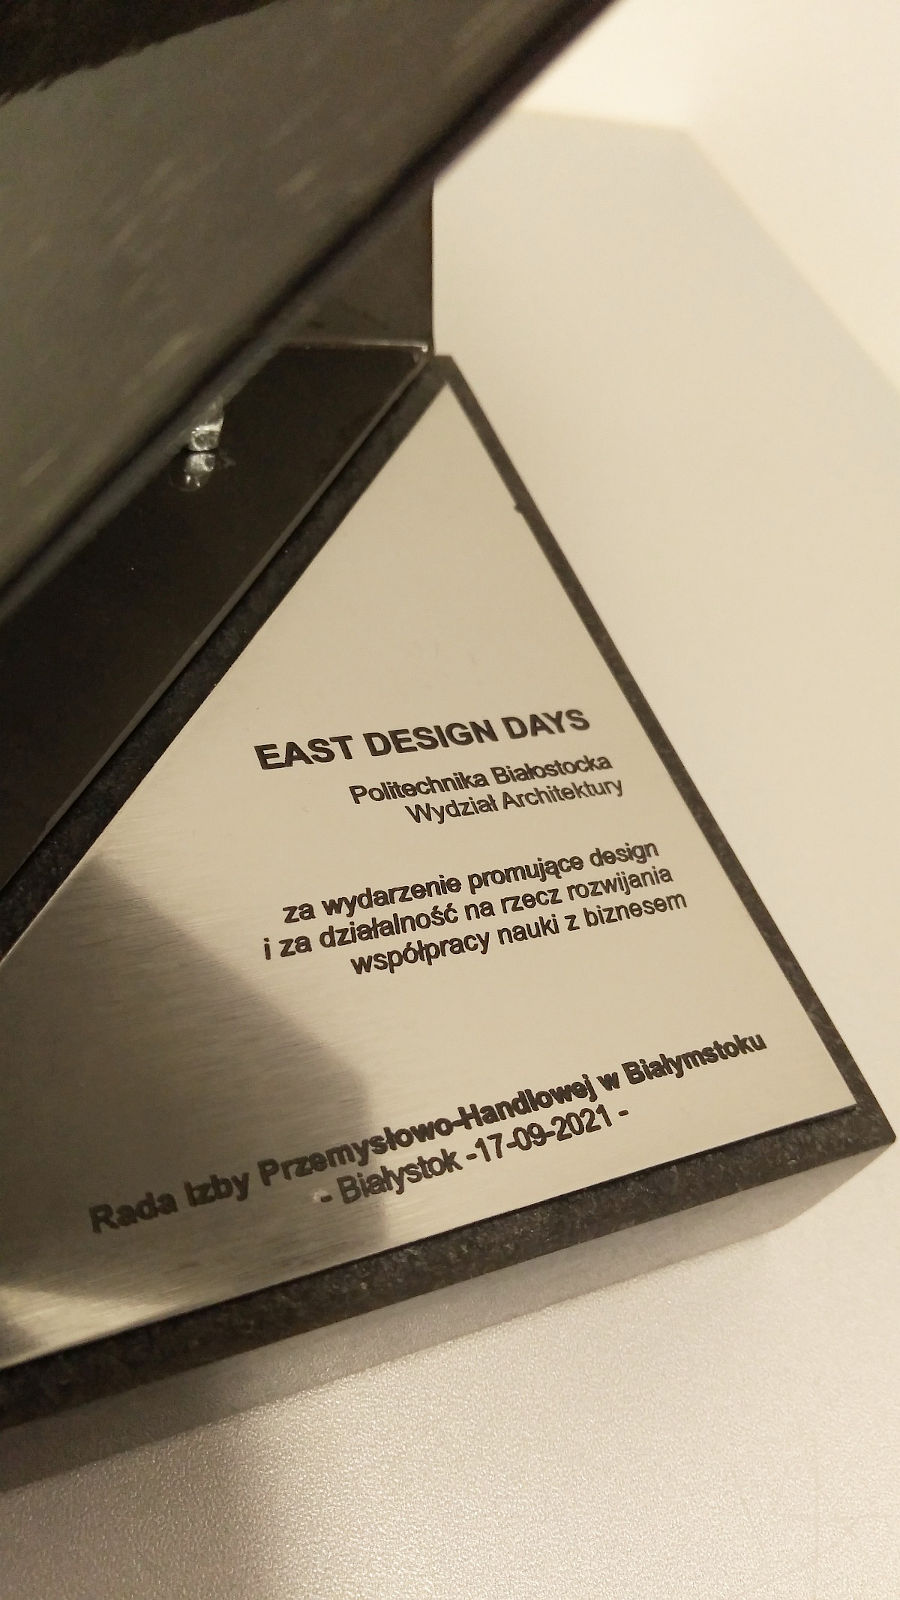 EAST DESIGN DAYS
Politechnika Białostocka
Wydział Architektury
za wydarzenie promujące design
i za działalność na rzecz rozwijania
współpracy nauki z biznesem
Rada Izby Przemysłowo-Handlowej w Białymstoku
- Białystok -17-09-2021 -